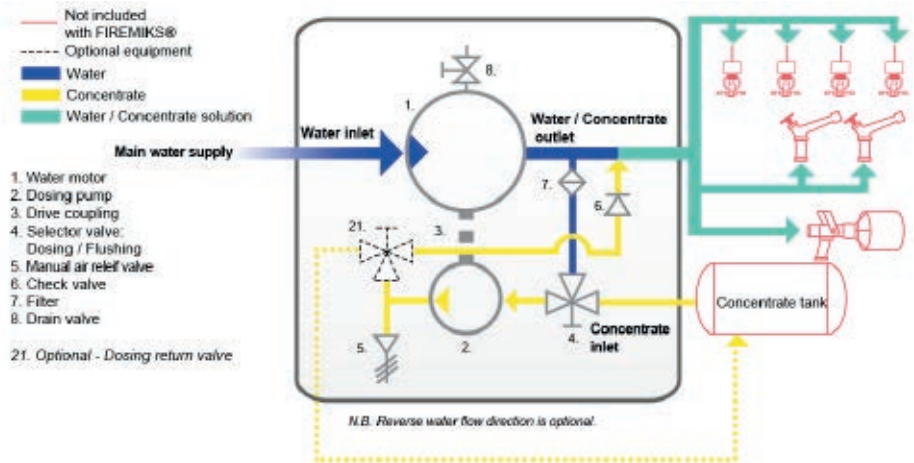 Not included
with FIREMIKS®
Optional equipment
Water
Concentrate
Water / Concentrate solution
Main water supply
Water inlet
1. Water motor
2. Dosing pump
3. Drive coupling
4. Selector valve:
Dosing / Flushing
5. Manual air releif valve
6. Check valve
7. Filter
8. Drain valve
21. Optional - Dosing return valve
8.
1.
Water / Concentrate
outlet
7.
6.
21.
3.
Concentrate tank
Concentrate
inlet
4.
2.
5.
N.B. Reverse water flow direction is optional.